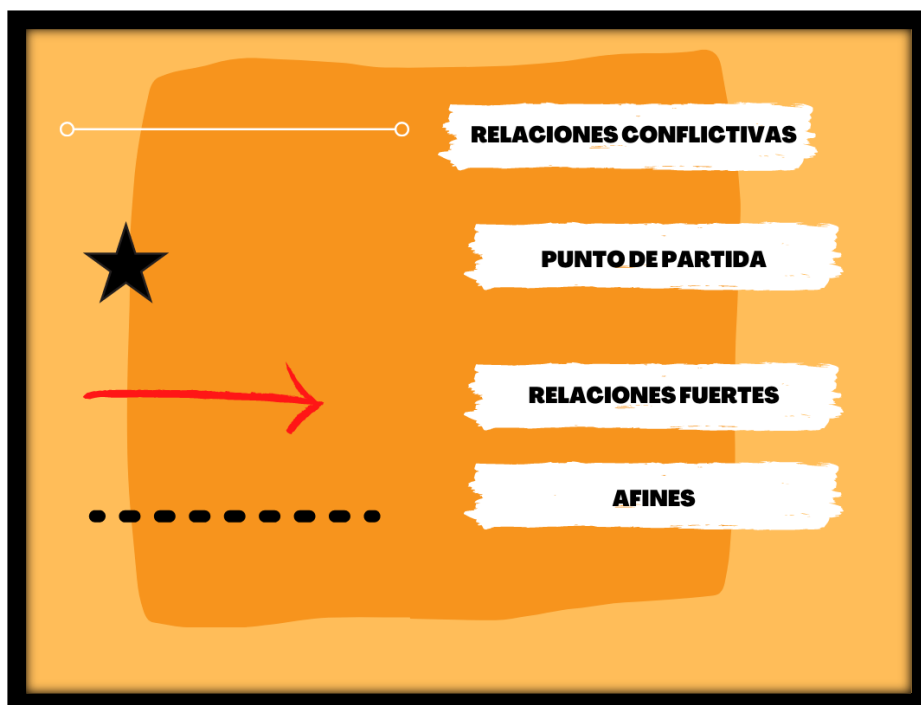 RELACIONES CONFLICTIVAS
PUNTO DE PARTIDA
RELACIONES FUERTES
AFINES